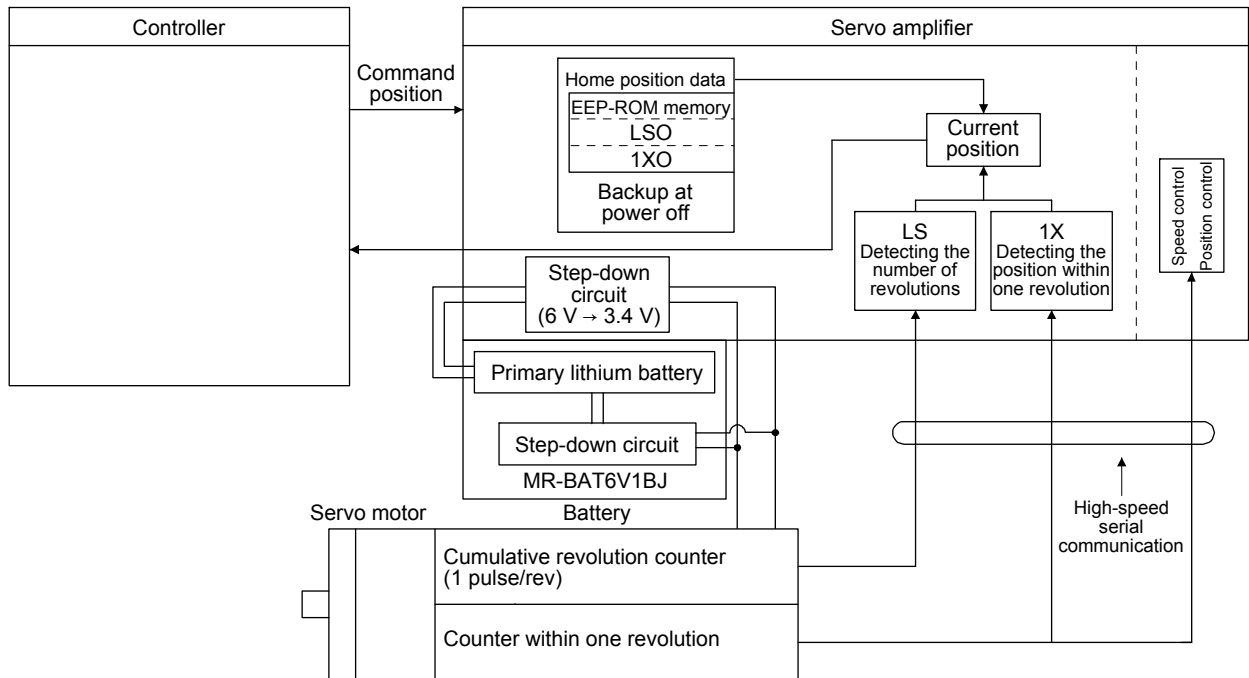 Controller
Servo amplifier
Command
position
Home position data
EEP-ROM memory
LSO
1XO
Backup at
power off
Current
position
LS
Detecting the
number of
revolutions
1X
Detecting the
position within
one revolution
Speed control
Position control
Step-down
circuit
(6 V → 3.4 V)
Primary lithium battery
Step-down circuit
MR-BAT6V1BJ
High-speed
serial
communication
Servo motor
Battery
Cumulative revolution counter
(1 pulse/rev)
Counter within one revolution